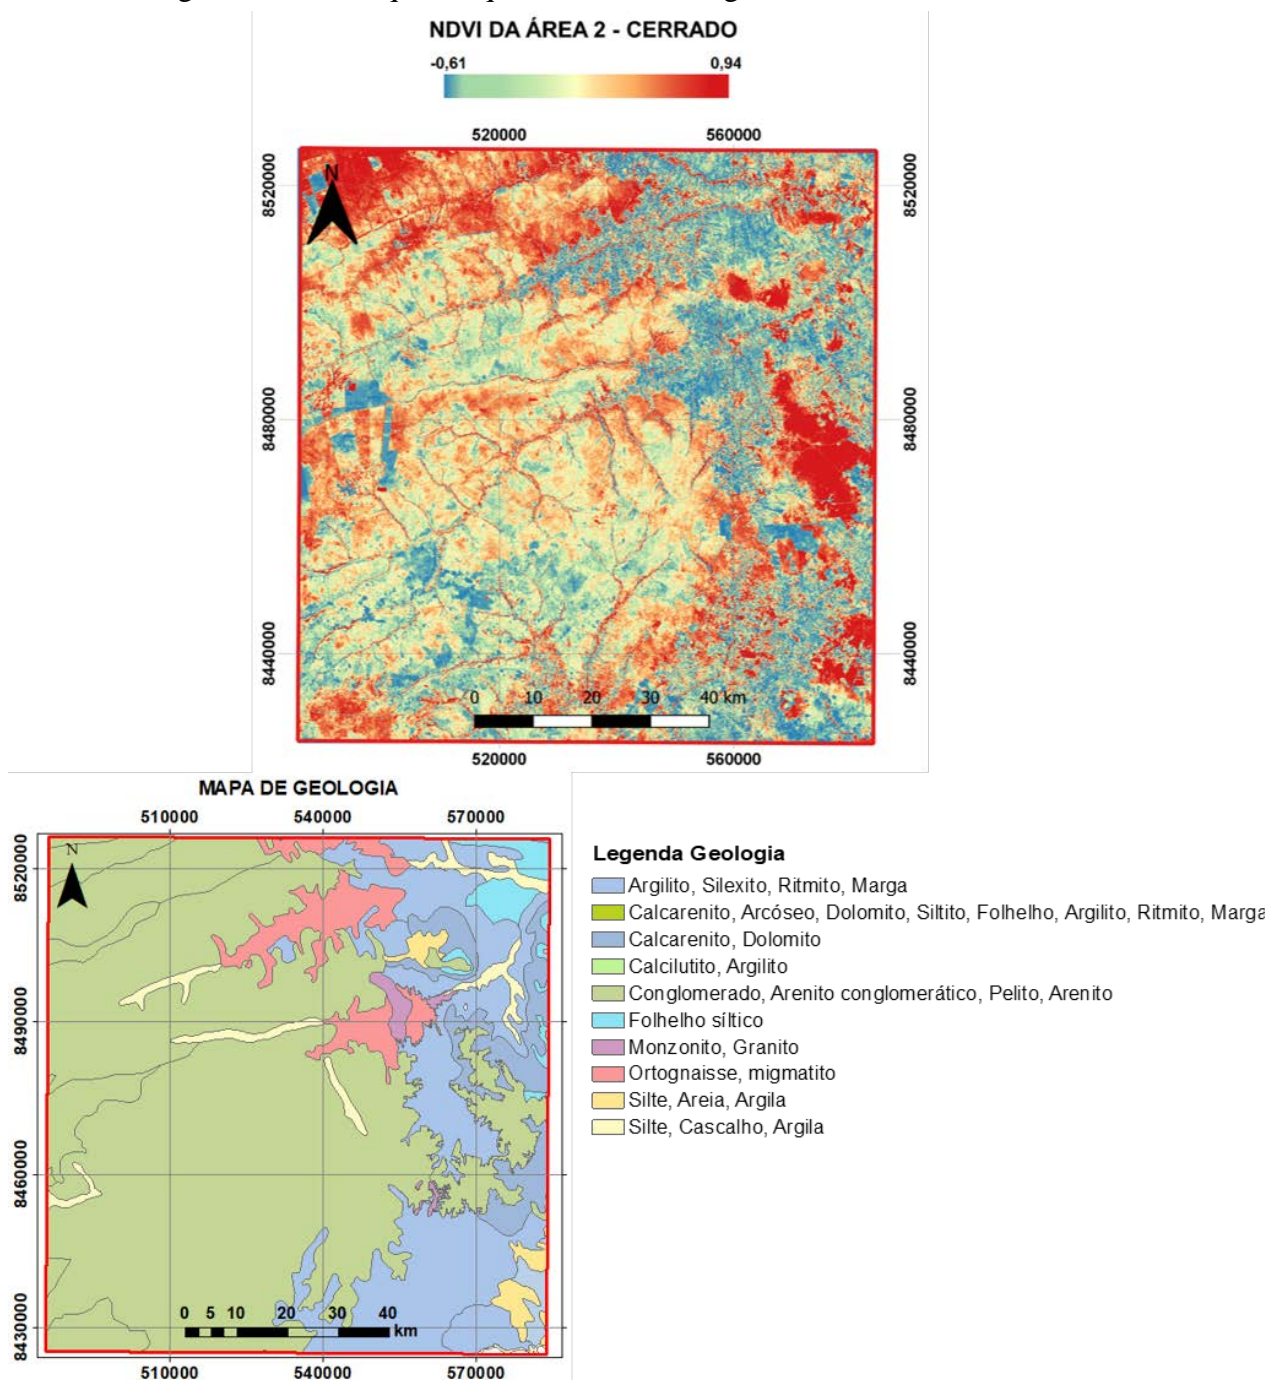 NDVI DA ÁREA 2 - CERRADO
-0,61 0,94
520000 560000
N
8520000 8520000
8480000 8480000
8440000 8440000
0 10 20 30 40 km
520000 560000
MAPA DE GEOLOGIA
510000 540000 570000
N
8520000
8490000
8460000
8430000
0 5 10 20 30 40
km
510000 540000 570000
Legenda Geologia
Argilito, Silexito, Ritmito, Marga
Calcarenito, Arcóseo, Dolomito, Siltito, Folhelho, Argilito, Ritmito, Marga
Calcarenito, Dolomito
Calcilutito, Argilito
Conglomerado, Arenito conglomerático, Pelito, Arenito
Folhelho síltico
Monzonito, Granito
Ortognaisse, migmatito
Silte, Areia, Argila
Silte, Cascalho, Argila